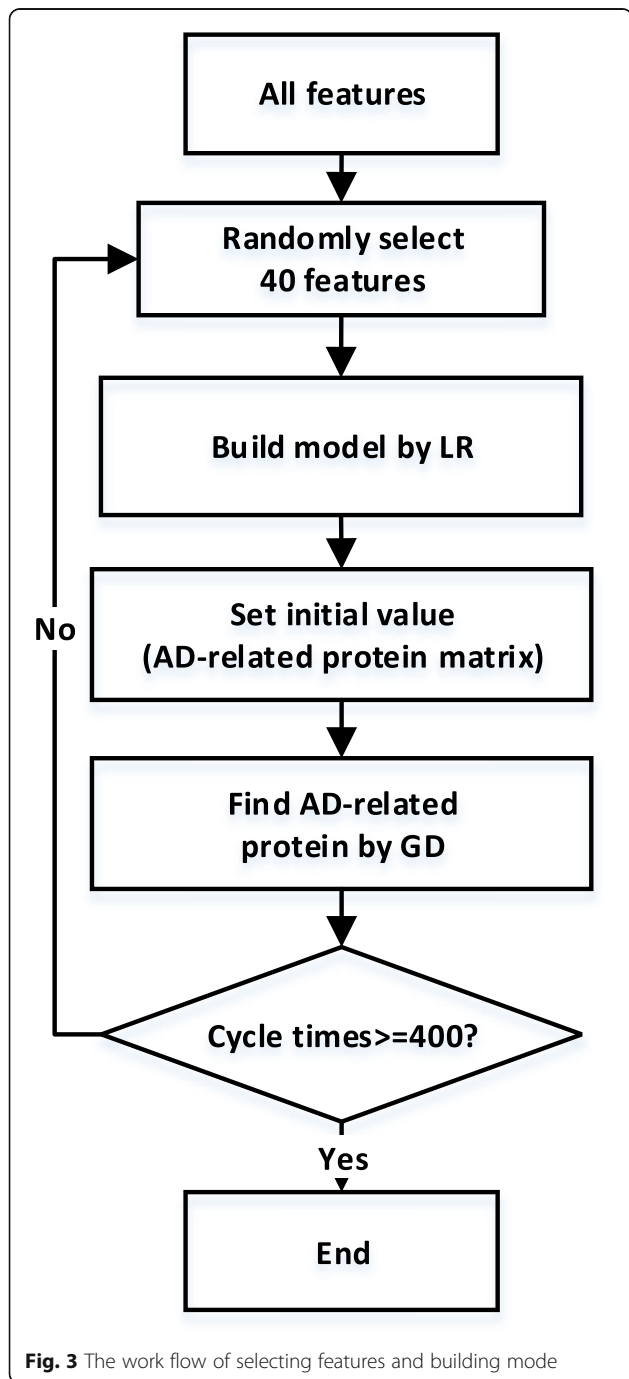 All features
Randomly select
40 features
Build model by LR
Set initial value
(AD-related protein matrix)
Find AD-related
protein by GD
No
Cycle times>=400?
Yes
End
Fig. 3 The work flow of selecting features and building mode